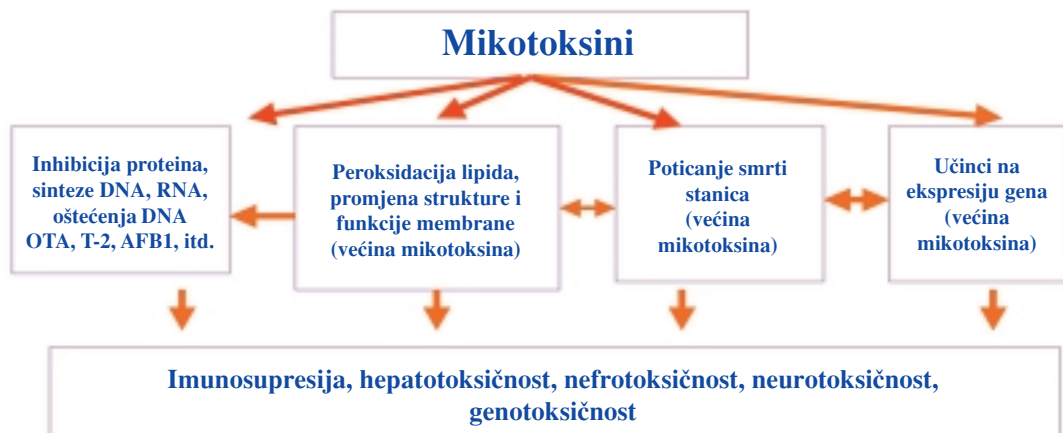 Mikotoksini
Inhibicija proteina,
sinteze DNA, RNA,
oštećenja DNA
OTA, T-2, AFB1, itd.
Peroksidacija lipida,
promjena strukture i
funkcije membrane
(većina mikotoksina)
Poticanje smrti
stanica
(većina
mikotoksina)
Učinci na
ekspresiju gena
(većina
mikotoksina)
Imunosupresija, hepatotoksičnost, nefrotoksičnost, neurotoksičnost,
genotoksičnost